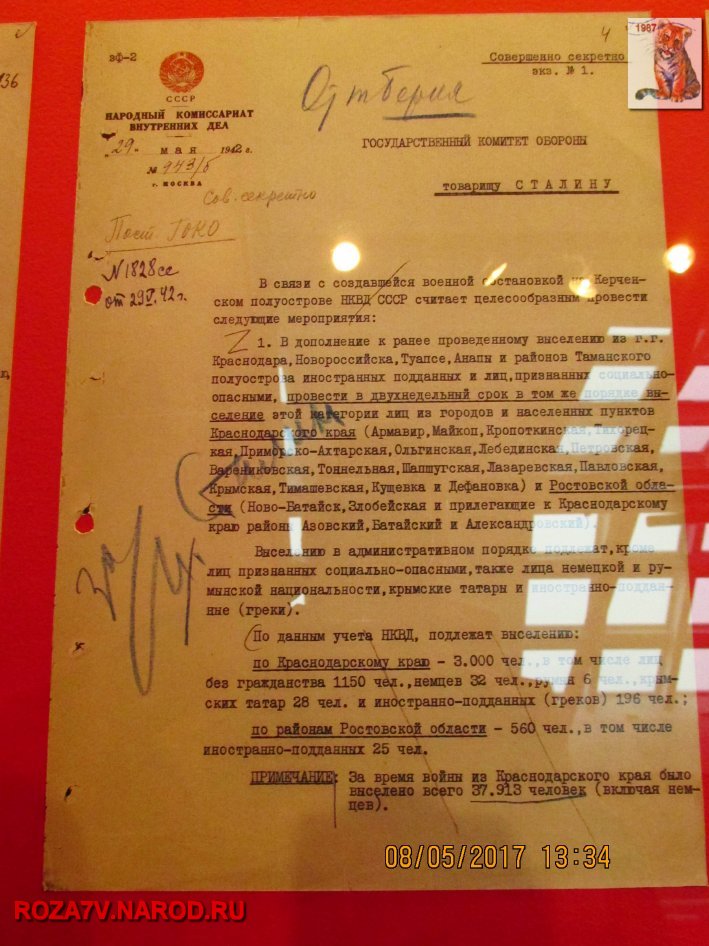 136
зФ-2
СССР
НАРОДНЫЙ КОМИССАРИАТ
ВНУТРЕННИХ ДЕЛ
„29" мая 1942 г.
№ 943/б
г. МОСКВА
4
1987
Совершенно секретно
экз. № 1.
От т Берия
ГОСУДАРСТВЕННЫЙ КОМИТЕТ ОБОРОНЫ
товарищу СТАЛИНУ
Сов. секретно
Пост ГОКО
N 1828сс
от 29/V.42 г.
В связи с создавшейся военной обстановкой на Керчен-
ском полуострове НКВД СССР считает целесообразным провести
следующие мероприятия:
1. В дополнение к ранее проведенному выселению из г.г.
Краснодара,Новороссийска,Туапсе,Анапы и районов Таманского
полуострова иностранных подданных и лиц,признанных социально-
опасными, провести в двухнедельный срок в том же порядке вы-
селение этой категории лиц из городов и населенных пунктов
Краснодарского края (Армавир,Майкоп,Кропоткинская,Тихорец-
кая,Приморско-Ахтарская,Ольгинская,Лебединская,Петровская,
Варениковская,Тоннельная,Шапшугская,Лазаревская,Павловская,
Крымская,Тимашевская,Кущевка и Дефановка) и Ростовской обла-
сти (Ново-Батайск,Злобейская и прилегающие к Краснодарскому
краю районы Азовский,Батайский и Александровский).
Выселению в административном порядке подлежат,кроме
лиц признанных социально-опасными,также лица немецкой и ру-
мынской национальности,крымские татары и иностранно-поддан-
ные (греки).
По данным учета НКВД, подлежат выселению:
по Краснодарскому краю - 3.000 чел.,в том числе лиц
без гражданства 1150 чел.,немцев 32 чел.,румын 6 чел.,крым-
ских татар 28 чел. и иностранно-подданных (греков) 196 чел.;
по районам Ростовской области - 560 чел.,в том числе
иностранно-подданных 25 чел.
ПРИМЕЧАНИЕ: За время войны из Краснодарского края было
выселено всего 37.913 человек (включая нем-
цев).
за
И. Сталин
08/05/2017 13:34
ROZA7V.NAROD.RU